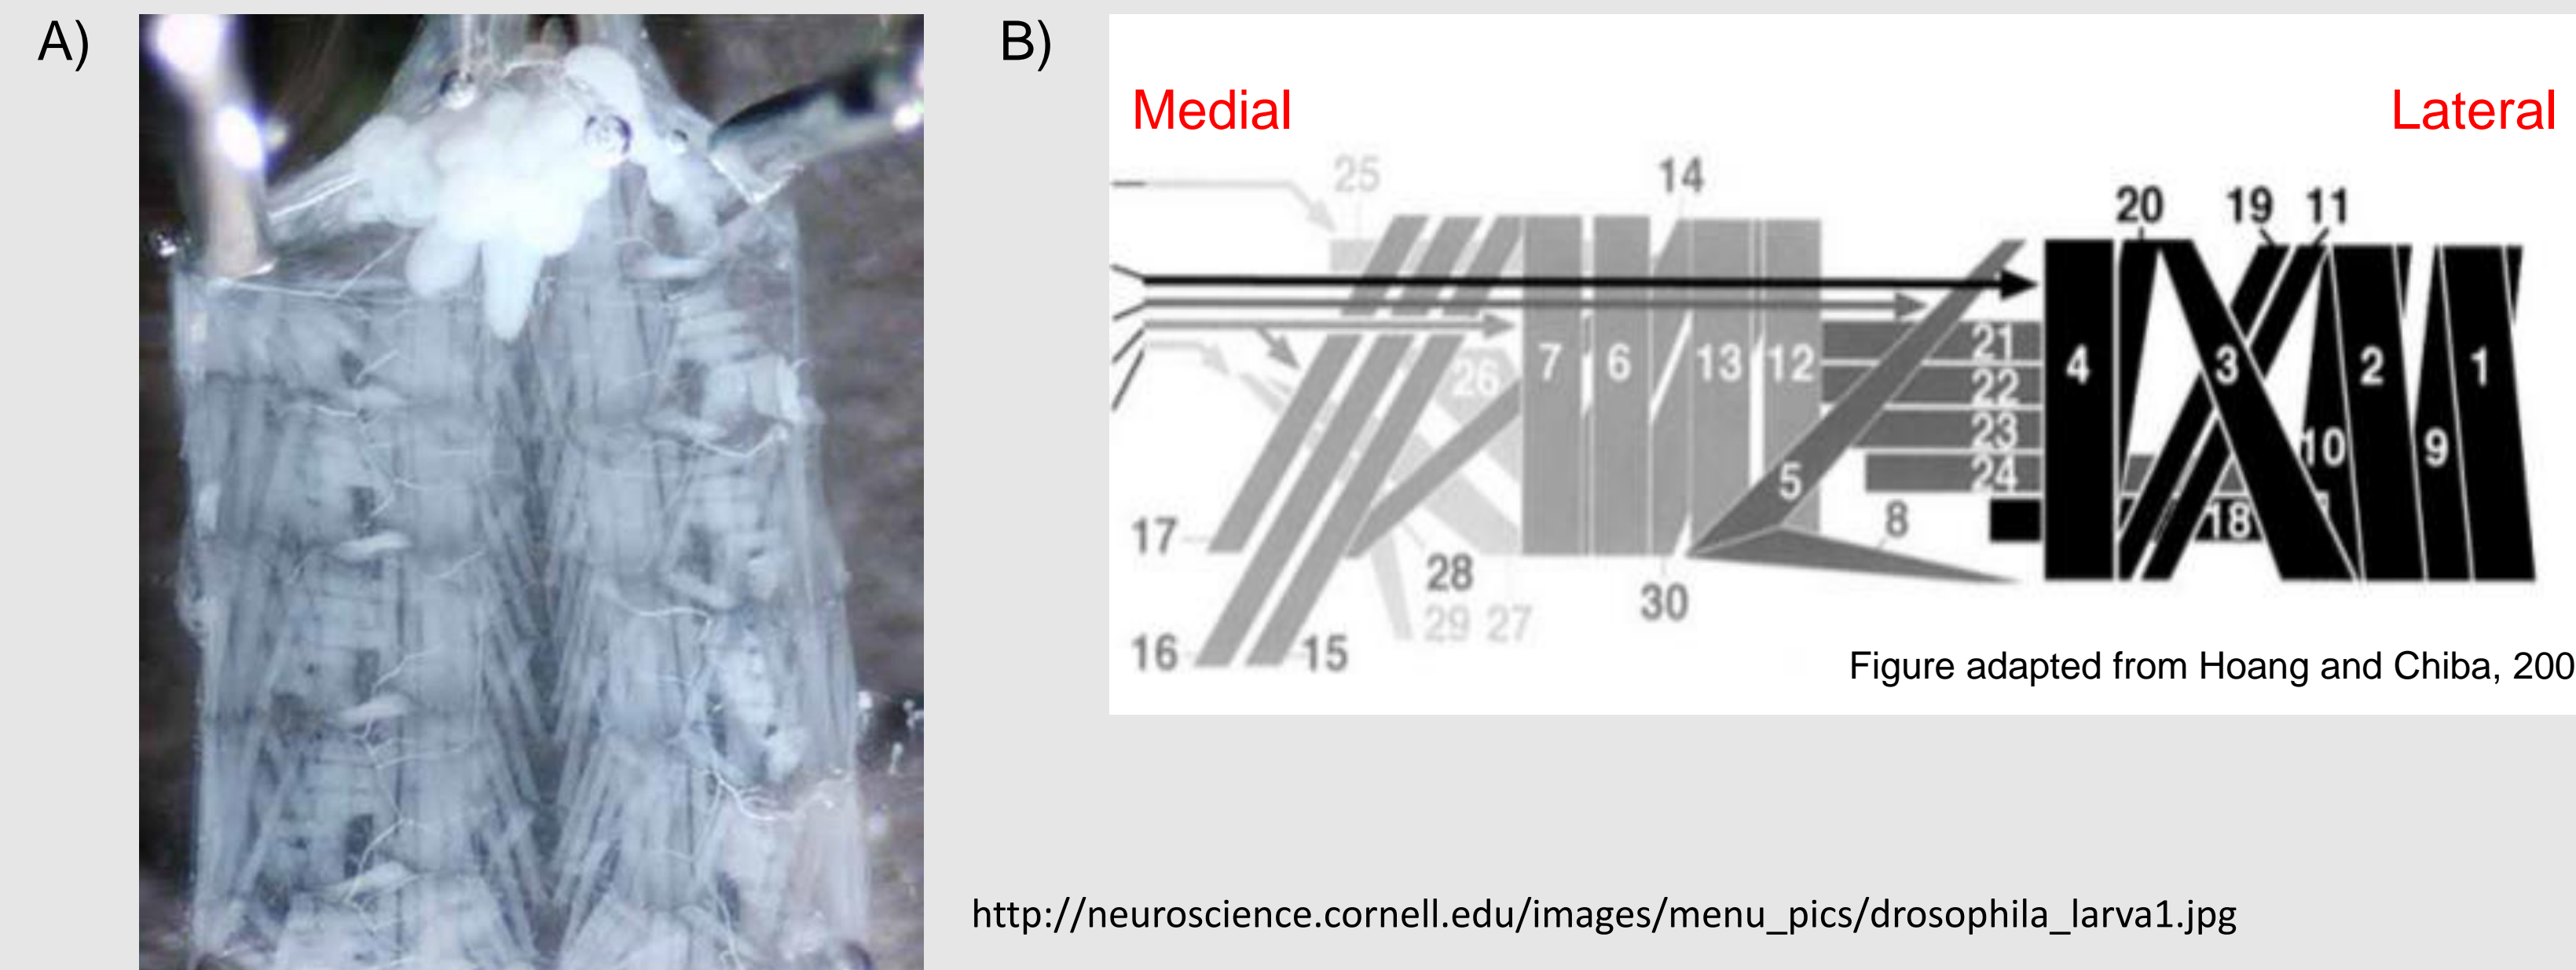 A)
B)
Medial
Lateral
25
14
20 19 11
21
7 6 13 12 4 3 2 1
26
22
23
10 9
24
5
17
8
18
28
30
29 27
16
15
Figure adapted from Hoang and Chiba, 200
http://neuroscience.cornell.edu/images/menu_pics/drosophila_larva1.jpg